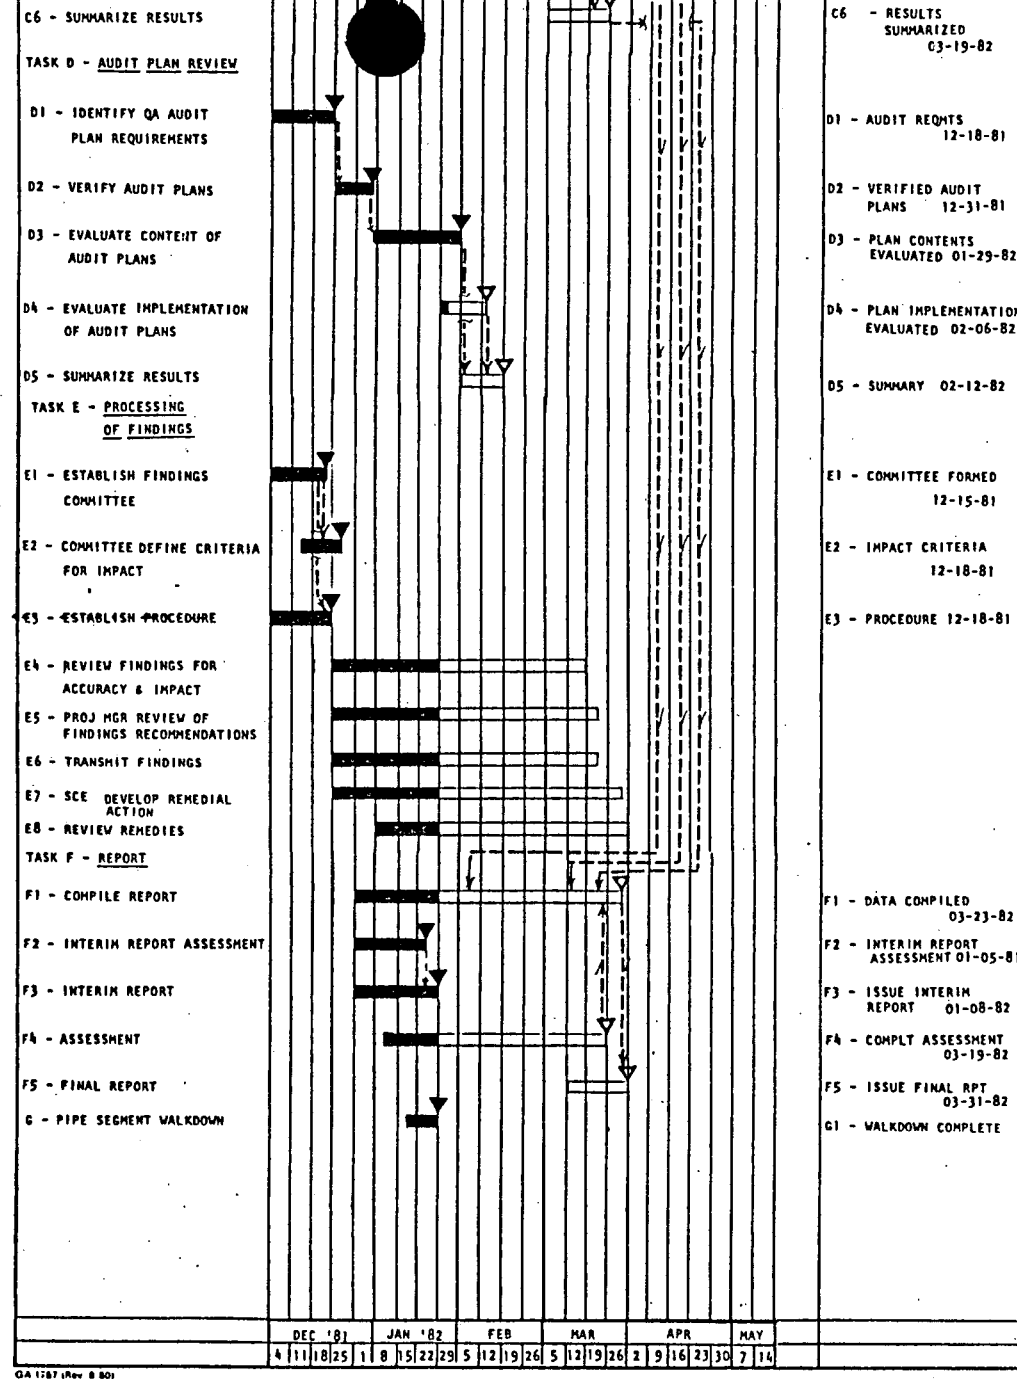 C6 - SUMMARIZE RESULTS
TASK D - AUDIT PLAN REVIEW
D1 - IDENTIFY QA AUDIT
PLAN REQUIREMENTS
D2 - VERIFY AUDIT PLANS
D3 - EVALUATE CONTENT OF
AUDIT PLANS
D4 - EVALUATE IMPLEMENTATION
OF AUDIT PLANS
D5 - SUMMARIZE RESULTS
TASK E - PROCESSING
OF FINDINGS
E1 - ESTABLISH FINDINGS
COMMITTEE
E2 - COMMITTEE DEFINE CRITERIA
FOR IMPACT
E3 - ESTABLISH PROCEDURE
E4 - REVIEW FINDINGS FOR
ACCURACY & IMPACT
E5 - PROJ MGR REVIEW OF
FINDINGS RECOMMENDATIONS
E6 - TRANSMIT FINDINGS
E7 - SCE DEVELOP REMEDIAL
ACTION
E8 - REVIEW REMEDIES
TASK F - REPORT
F1 - COMPILE REPORT
F2 - INTERIM REPORT ASSESSMENT
F3 - INTERIM REPORT
F4 - ASSESSMENT
F5 - FINAL REPORT
G - PIPE SEGMENT WALKDOWN
C6 - RESULTS
SUMMARIZED
03-19-82
D1 - AUDIT REQMTS
12-18-81
D2 - VERIFIED AUDIT
PLANS 12-31-81
D3 - PLAN CONTENTS
EVALUATED 01-29-82
D4 - PLAN IMPLEMENTATION
EVALUATED 02-06-82
D5 - SUMMARY 02-12-82
E1 - COMMITTEE FORMED
12-15-81
E2 - IMPACT CRITERIA
12-18-81
E3 - PROCEDURE 12-18-81
F1 - DATA COMPILED
03-23-82
F2 - INTERIM REPORT
ASSESSMENT 01-05-81
F3 - ISSUE INTERIM
REPORT 01-08-82
F4 - COMPLT ASSESSMENT
03-19-82
F5 - ISSUE FINAL RPT
03-31-82
G1 - WALKDOWN COMPLETE
DEC '81 JAN '82 FEB MAR APR MAY
4 11 18 25 1 8 15 22 29 5 12 19 26 5 12 19 26 2 9 16 23 30 7 14
GA 1787 (Rev. 8 80)